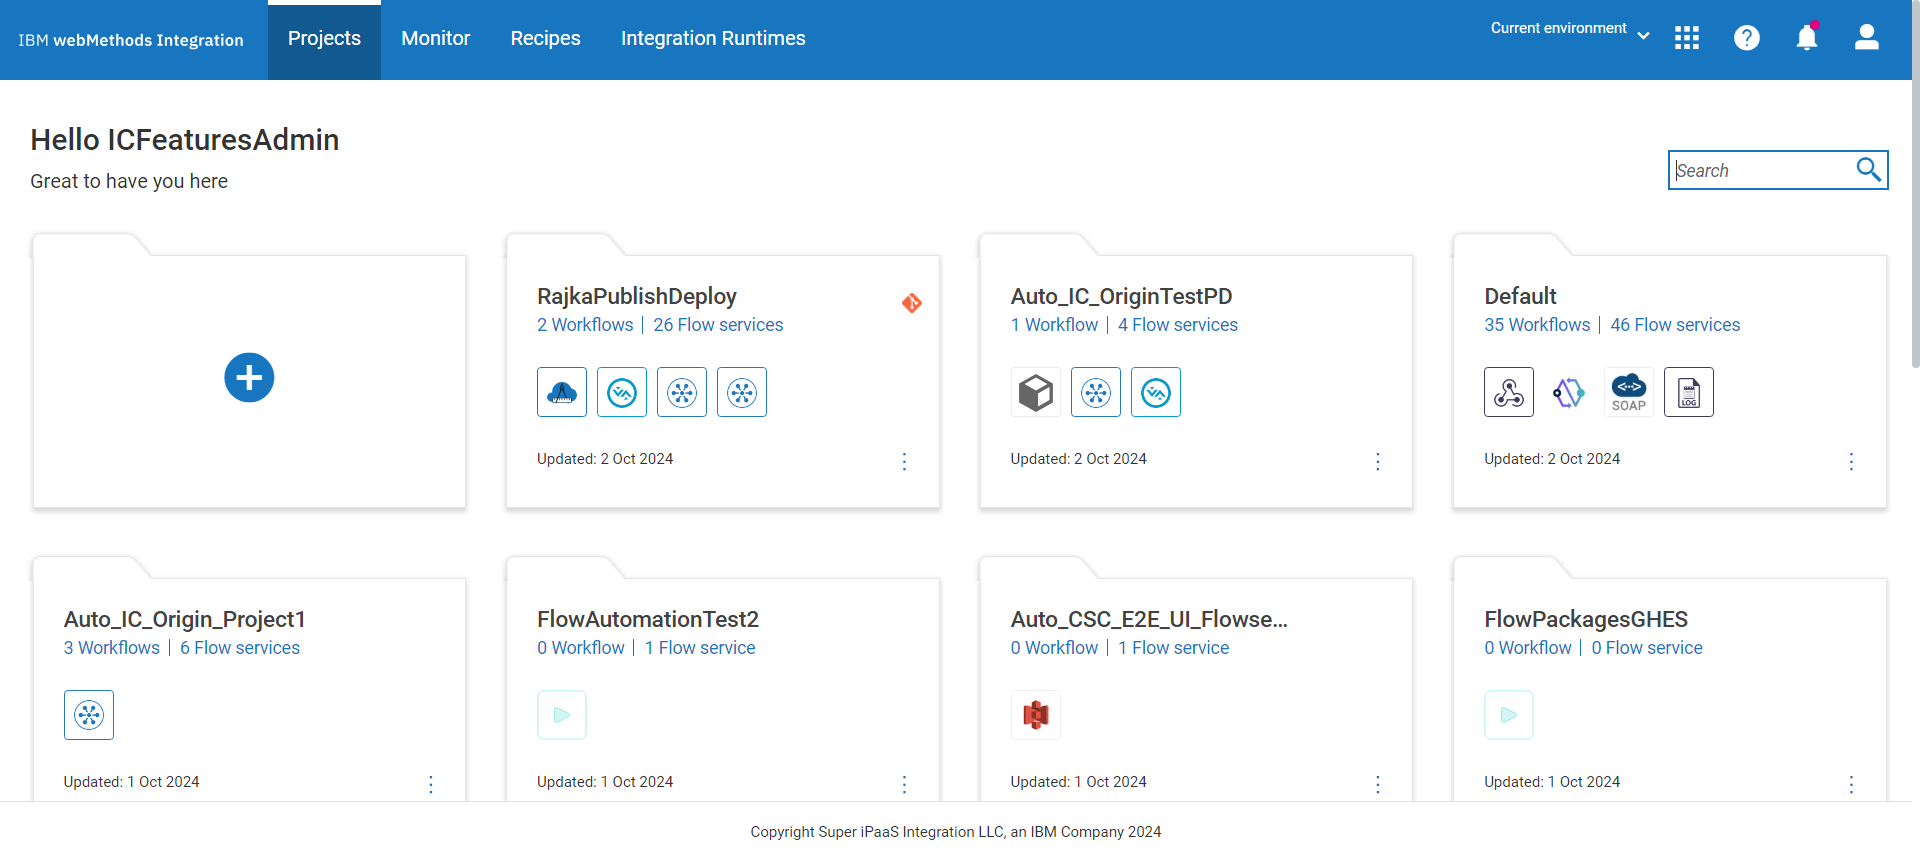 IBM webMethods Integration
Projects
Monitor
Recipes
Integration Runtimes
Current environment
?
Hello ICFeaturesAdmin
Great to have you here
Search
RajkaPublishDeploy
2 Workflows | 26 Flow services
Updated: 2 Oct 2024
Auto_IC_OriginTestPD
1 Workflow | 4 Flow services
Updated: 2 Oct 2024
Default
35 Workflows | 46 Flow services
SOAP
LOG
Updated: 2 Oct 2024
Auto_IC_Origin_Project1
3 Workflows | 6 Flow services
Updated: 1 Oct 2024
FlowAutomationTest2
0 Workflow | 1 Flow service
Updated: 1 Oct 2024
Auto_CSC_E2E_UI_Flowse...
0 Workflow | 1 Flow service
Updated: 1 Oct 2024
FlowPackagesGHES
0 Workflow | 0 Flow service
Updated: 1 Oct 2024
Copyright Super iPaaS Integration LLC, an IBM Company 2024